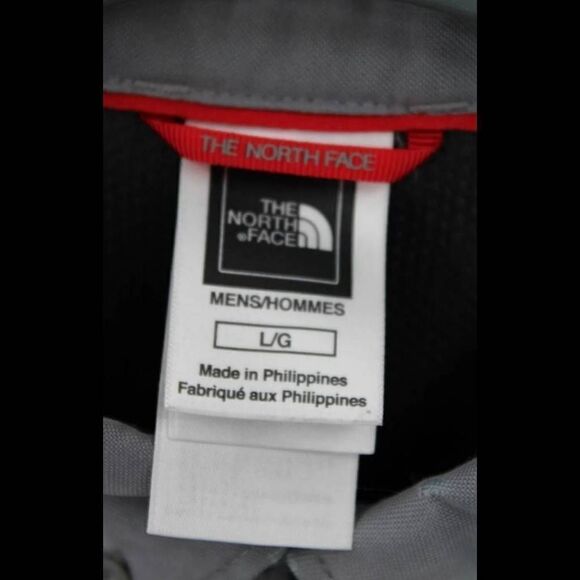 THE NORTH FACE
THE
NORTH
®FACE
MENS/HOMMES
L/G
Made in Philippines
Fabriqué aux Philippines